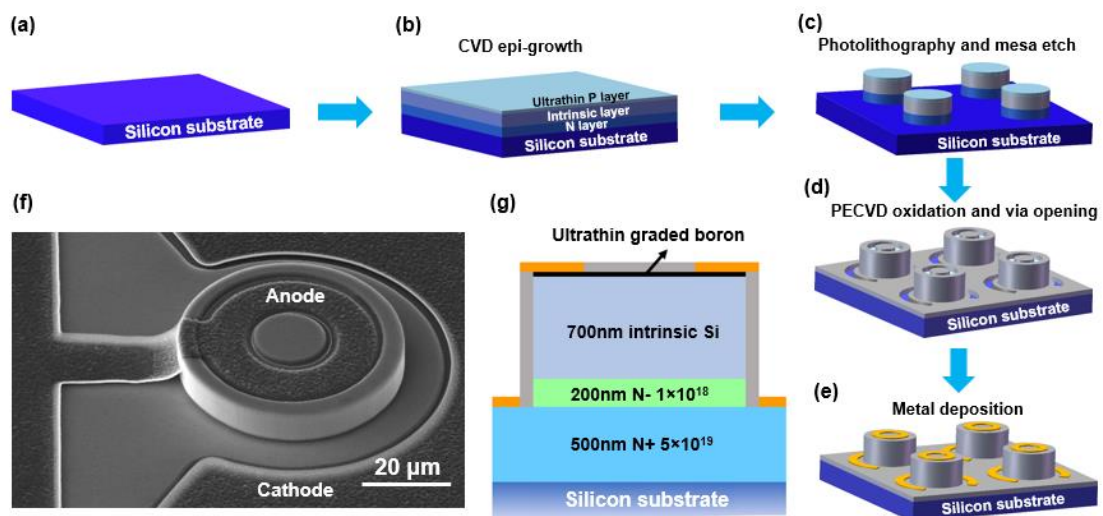 (a)
Silicon substrate
(b)
CVD epi-growth
Ultrathin P layer
Intrinsic layer
N layer
Silicon substrate
(c)
Photolithography and mesa etch
Silicon substrate
(d)
PECVD oxidation and via opening
Silicon substrate
(e)
Metal deposition
Silicon substrate
(f)
Anode
Cathode
20 µm
(g)
Ultrathin graded boron
700nm intrinsic Si
200nm N- 1×10¹⁸
500nm N+ 5×10¹⁹
Silicon substrate